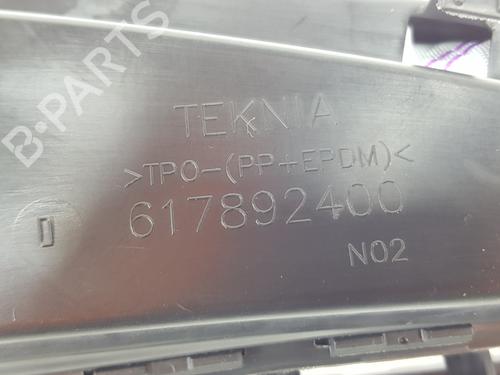 B-PARTS
TEKNIA
>TPO-(PP+EPDM)<
617892400
D
N02